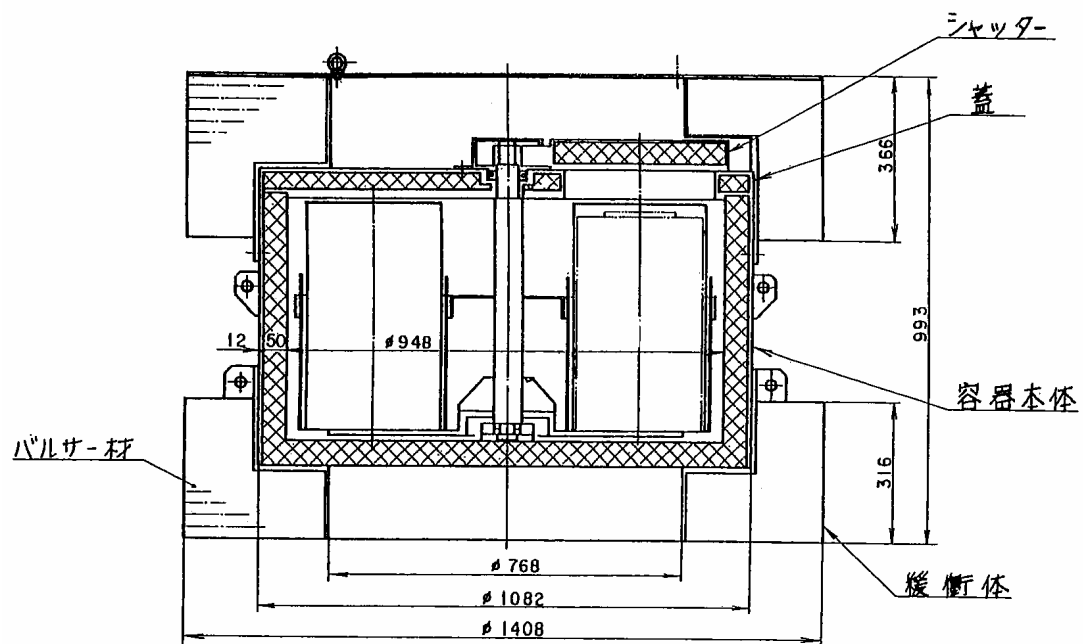 シャッター
蓋
366
993
12
50
φ948
容器本体
バルサー材
316
φ768
緩衝体
φ1082
φ1408